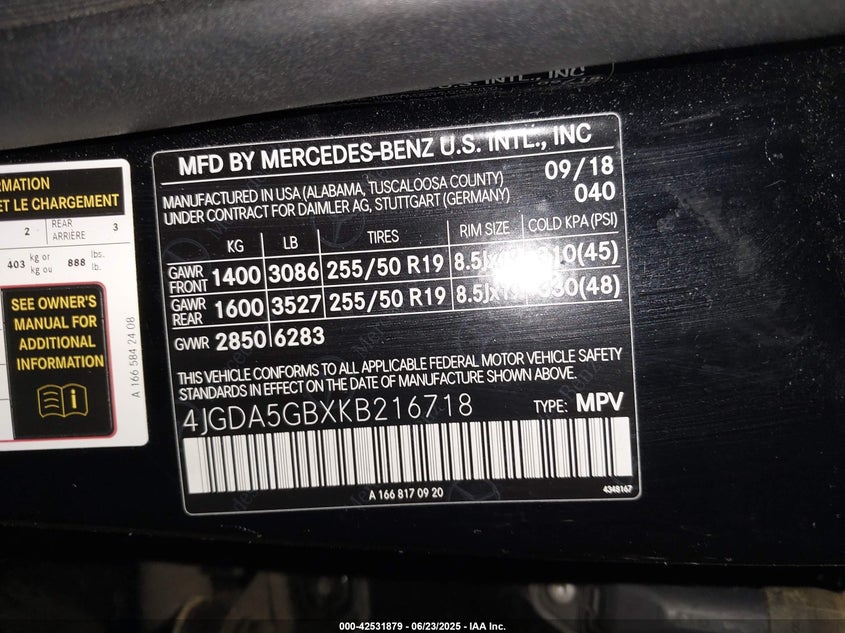 U.S. INTL., INC
MFD BY MERCEDES-BENZ U.S. INTL., INC
MANUFACTURED IN USA (ALABAMA, TUSCALOOSA COUNTY) 09/18
UNDER CONTRACT FOR DAIMLER AG, STUTTGART (GERMANY) 040
KG LB TIRES RIM SIZE COLD KPA(PSI)
GAWR FRONT 1400 3086 255/50 R19 (45)
GAWR REAR 1600 3527 255/50 R19 (48)
GVWR 2850 6283
THIS VEHICLE CONFORMS TO ALL APPLICABLE FEDERAL MOTOR VEHICLE SAFETY
STANDARDS IN EFFECT ON THE DATE OF MANUFACTURE SHOWN ABOVE.
4JGDA5GBXKB216718 TYPE: MPV
A 166 817 09 20 4348167
ET LE CHARGEMENT
2 REAR ARRIÈRE 3
403 kg or kg ou 888 lbs. lb.
SEE OWNER'S
MANUAL FOR
ADDITIONAL
INFORMATION
A 166 584 24 08
000-42531879 - 06/23/2025 - IAA Inc.